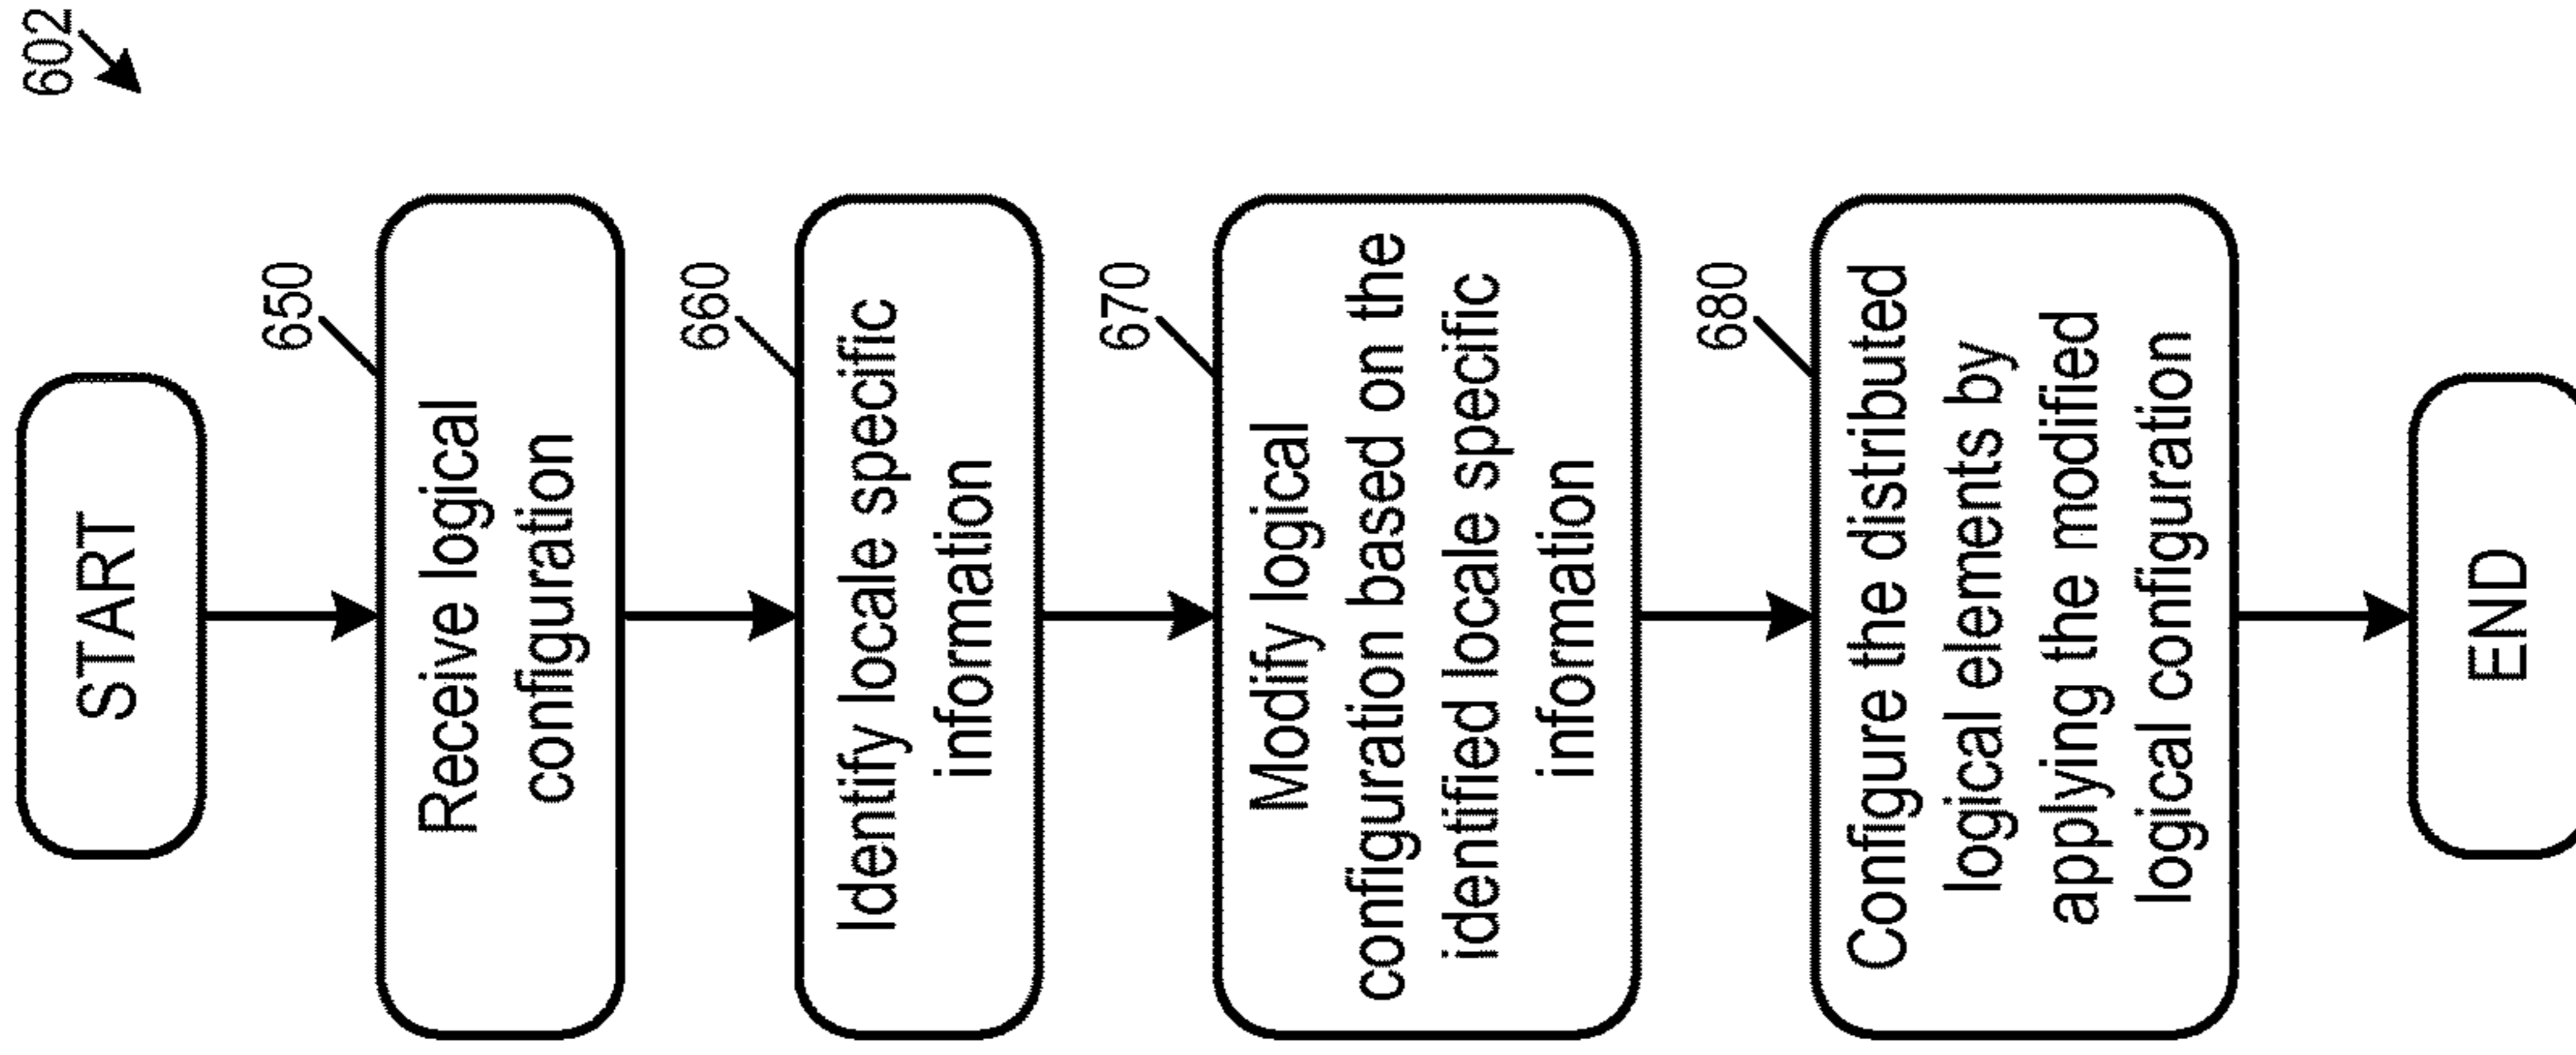 602
START
650
Receive logical
configuration
660
Identify locale specific
information
670
Modify logical
configuration based on the
identified locale specific
information
680
Configure the distributed
logical elements by
applying the modified
logical configuration
END